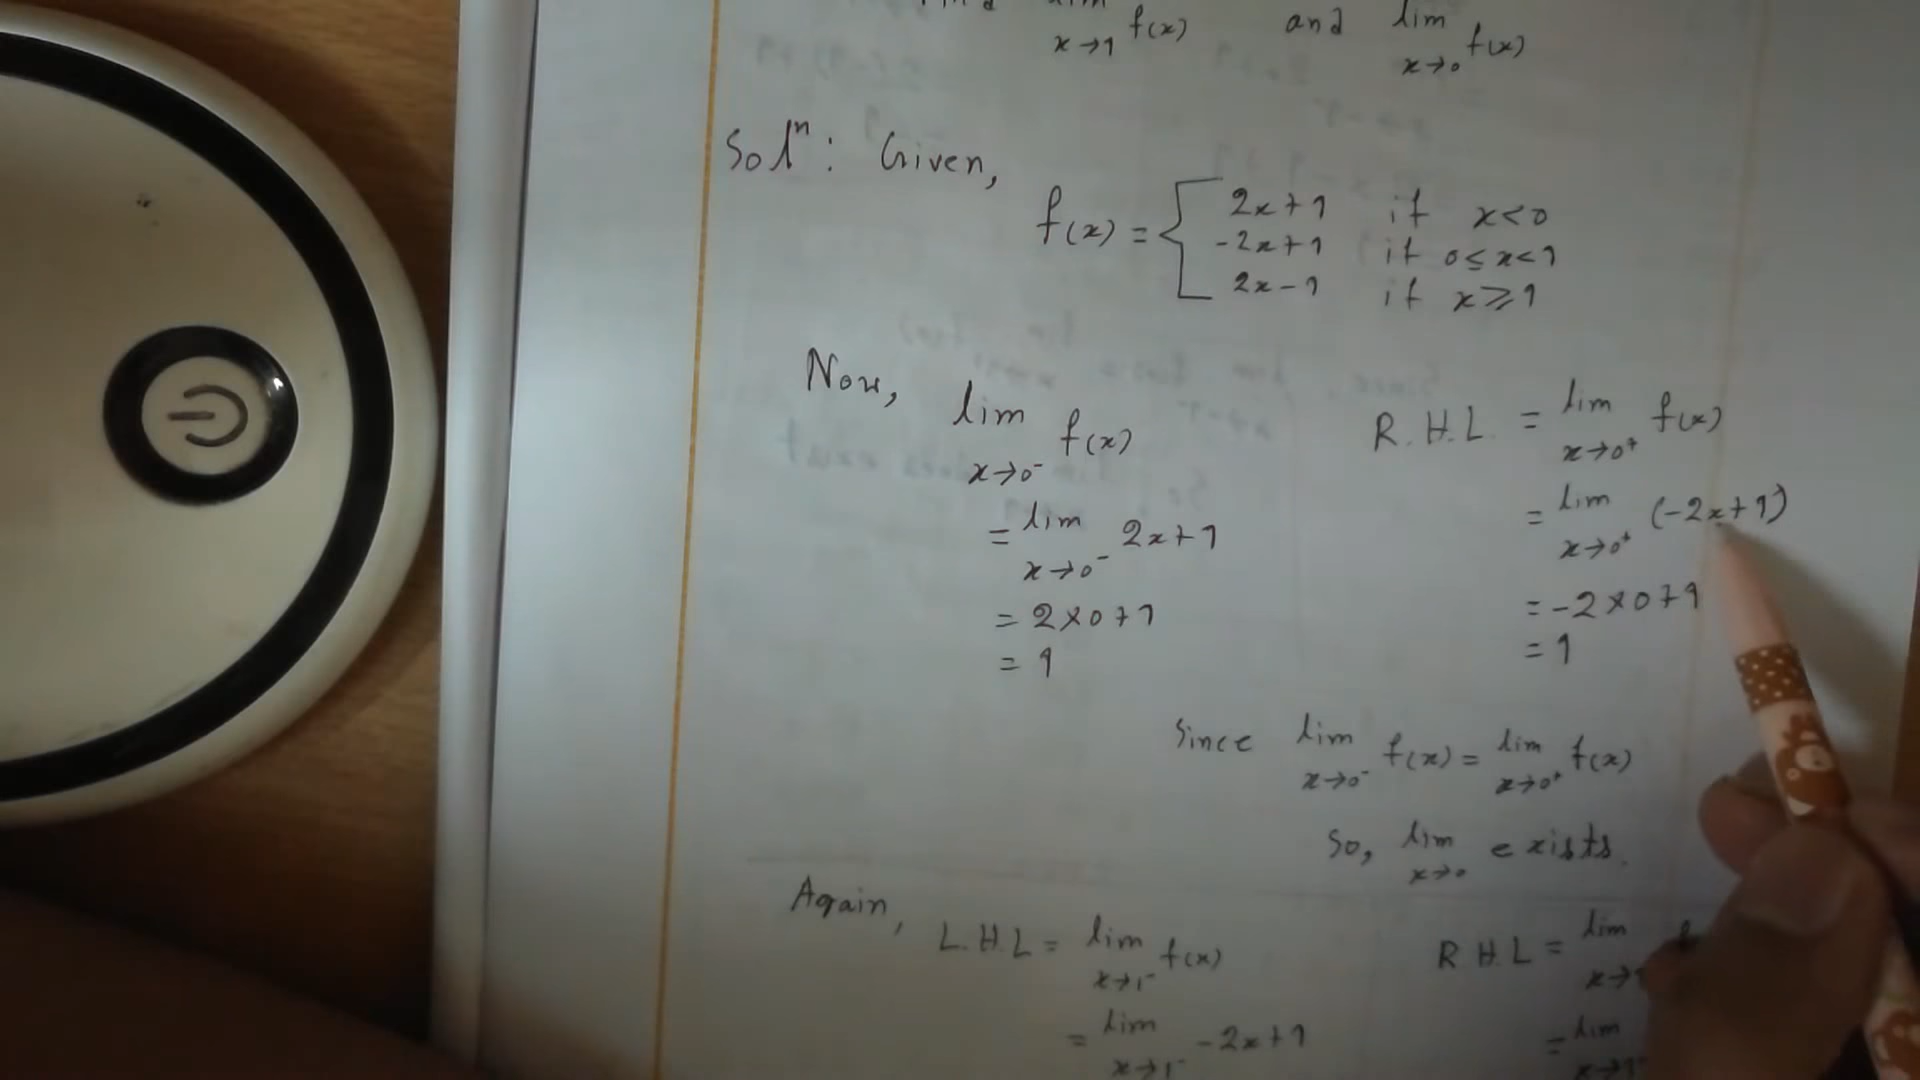 lim x→1 f(x) and lim x→0 f(x)
Solⁿ: Given,
f(x) = { 2x+1 if x<0
-2x+1 if 0≤x<1
2x-1 if x≥1
Now, lim x→0⁻ f(x)
= lim x→0⁻ 2x+1
= 2×0+1
= 1
R.H.L = lim x→0⁺ f(x)
= lim x→0⁺ (-2x+1)
= -2×0+1
= 1
Since lim x→0⁻ f(x) = lim x→0⁺ f(x)
So, lim x→0 exists.
Again, L.H.L = lim x→1⁻ f(x)
= lim x→1⁻ -2x+1
R.H.L = lim
= lim